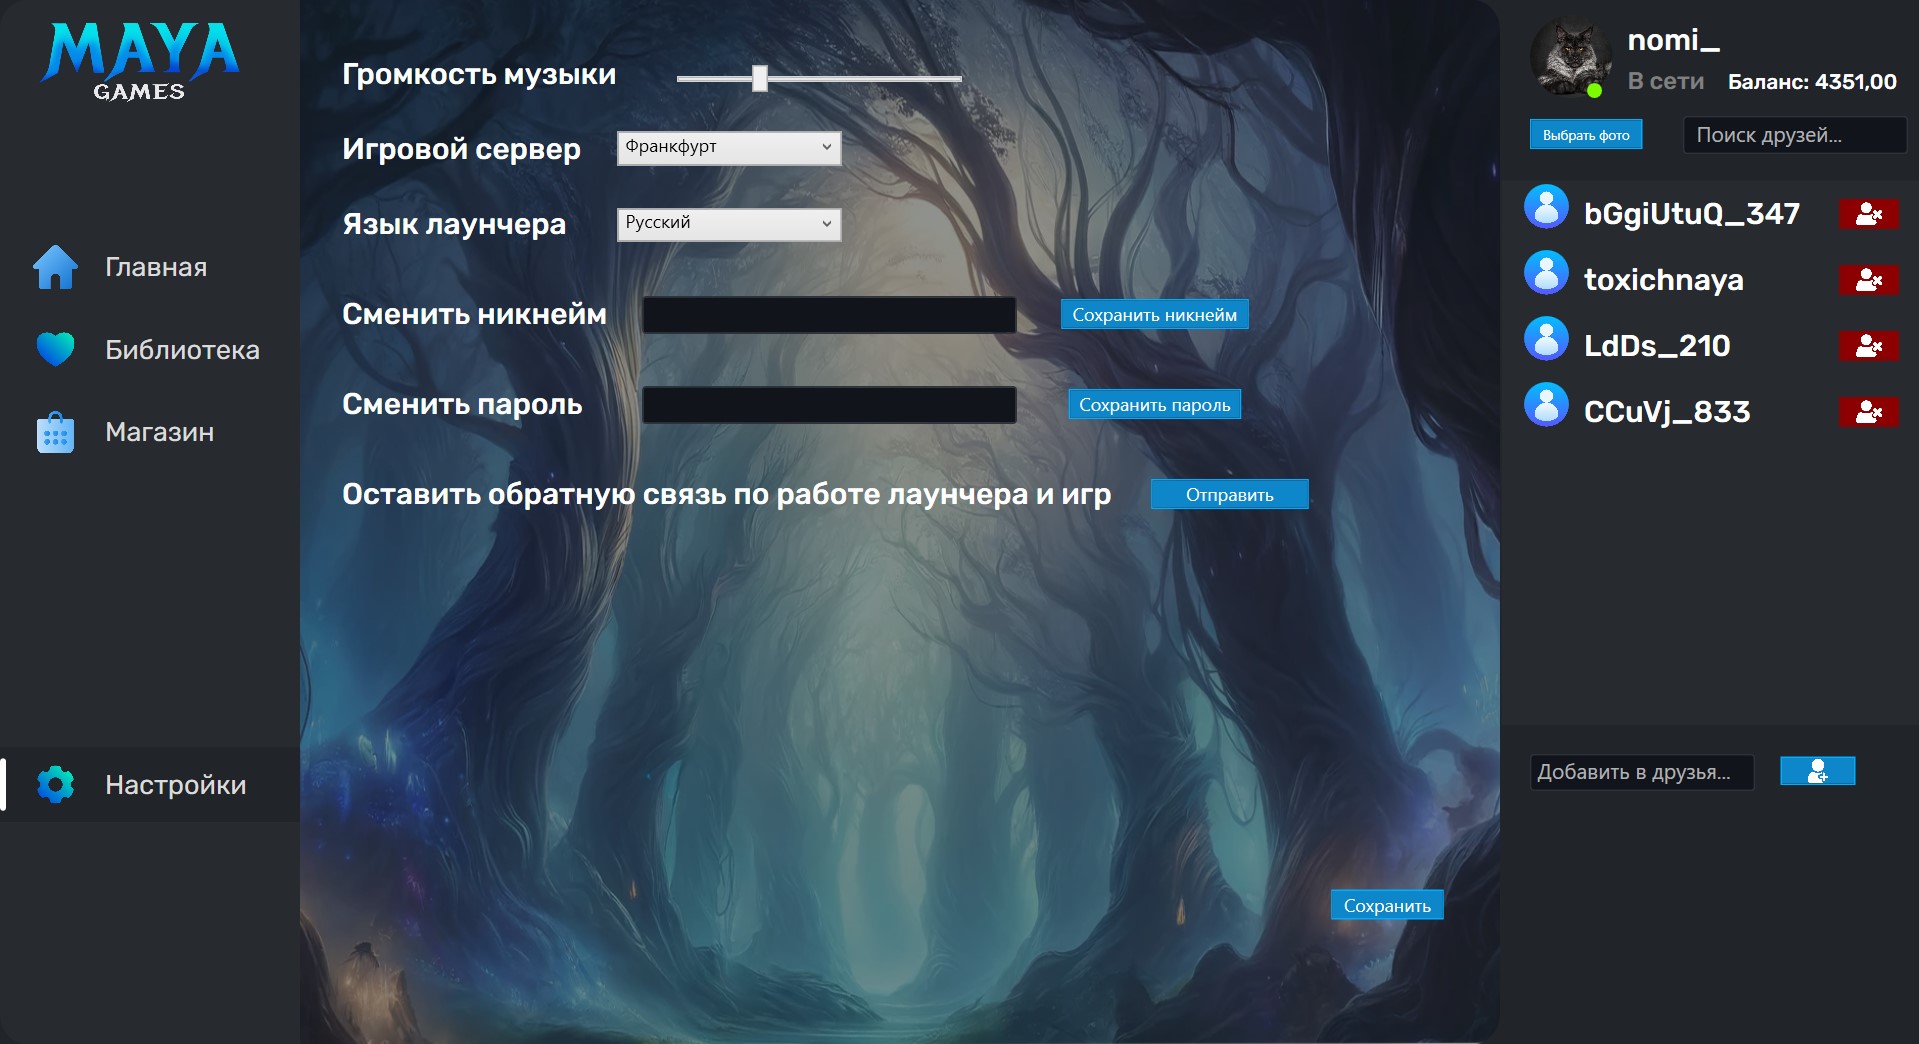 MAYA
GAMES
Главная
Библиотека
Магазин
Настройки
Громкость музыки
Игровой сервер
Франкфурт
Язык лаунчера
Русский
Сменить никнейм
Сохранить никнейм
Сменить пароль
Сохранить пароль
Оставить обратную связь по работе лаунчера и игр
Отправить
Сохранить
nomi_
В сети
Баланс: 4351,00
Выбрать фото
Поиск друзей...
bGgiUtuQ_347
toxichnaya
LdDs_210
CCuVj_833
Добавить в друзья...